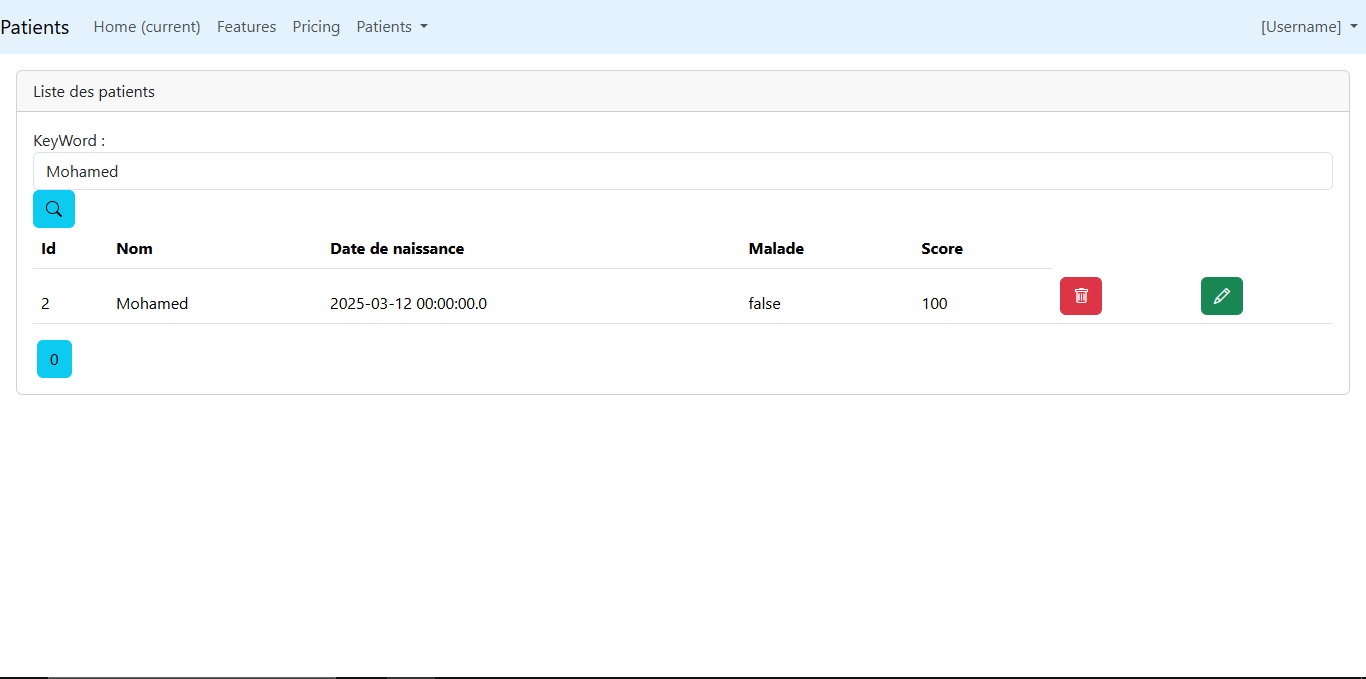 Patients Home (current) Features Pricing Patients [Username]
Liste des patients
KeyWord :
Mohamed
Id Nom Date de naissance Malade Score
2 Mohamed 2025-03-12 00:00:00.0 false 100
0